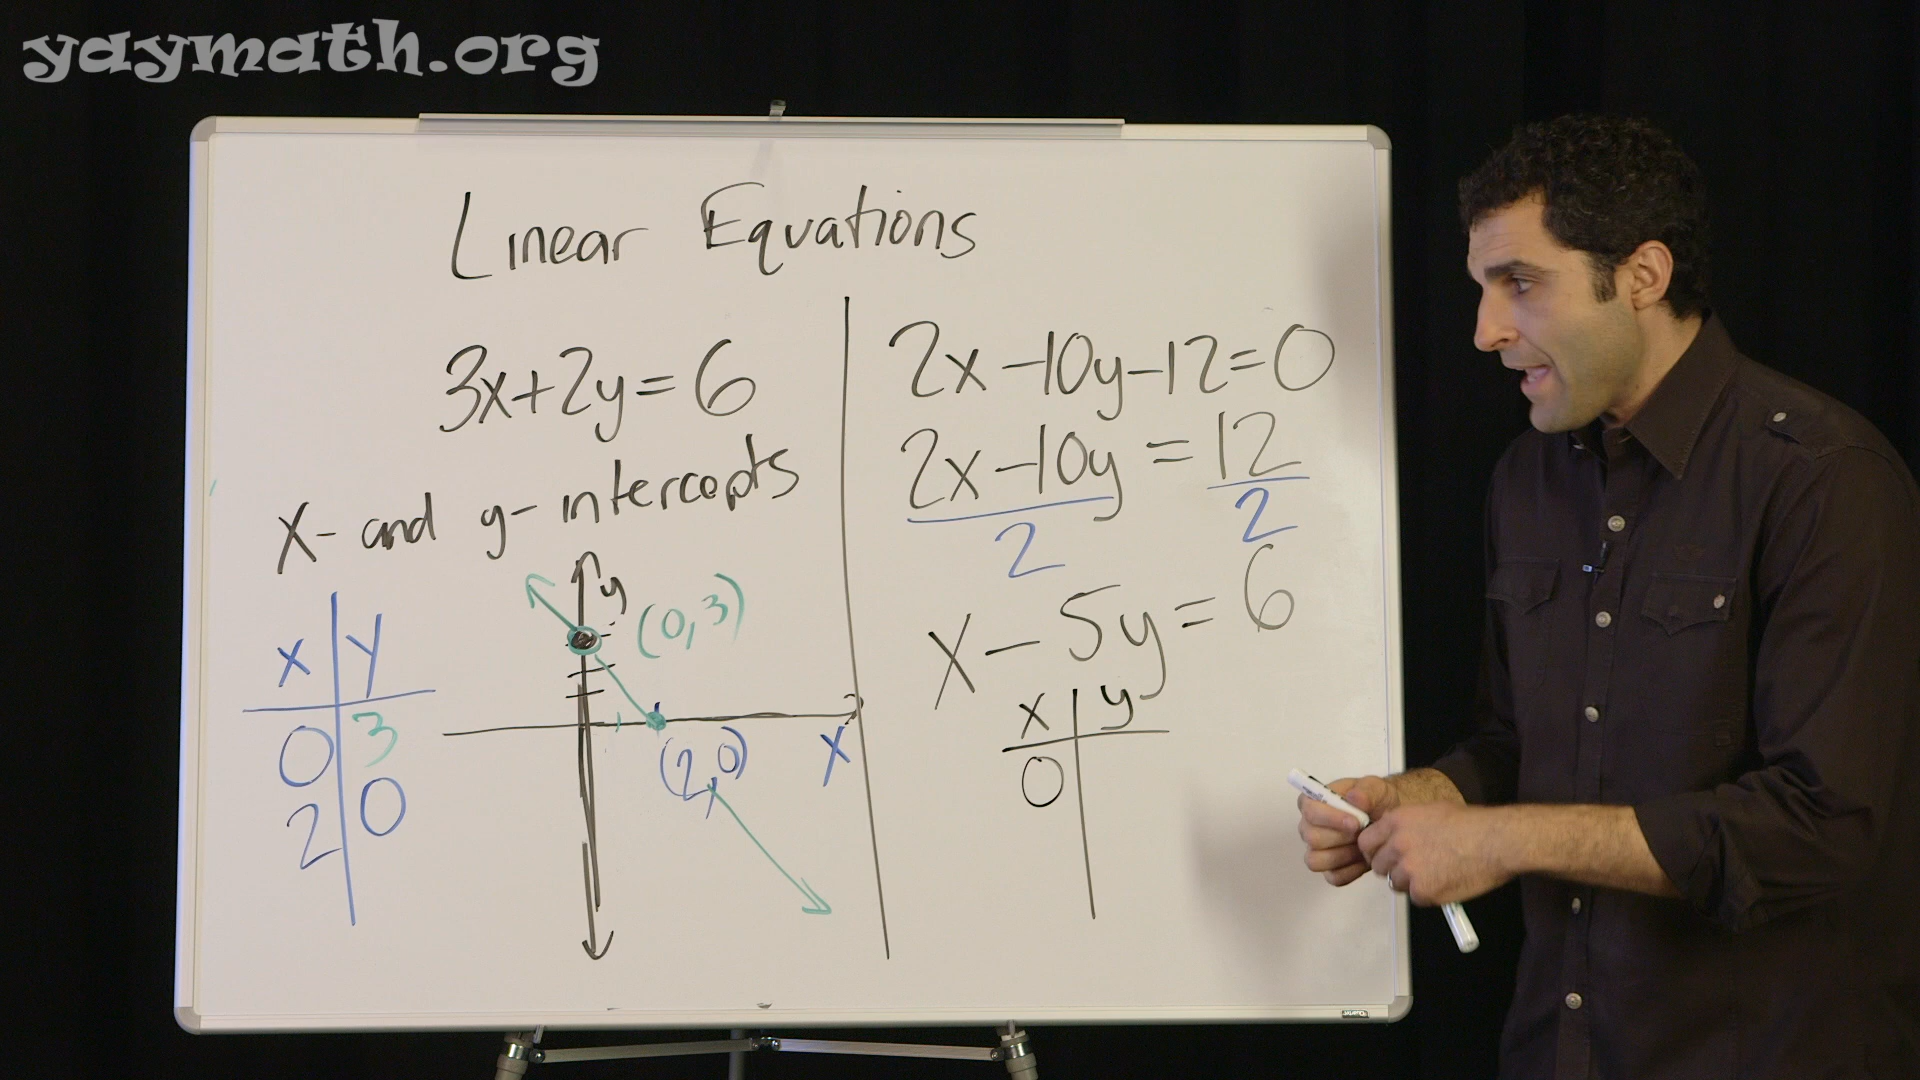 yaymath.org
Linear Equations
3x+2y=6
x- and y-intercepts
x y
0 3
2 0
y
(0,3)
(2,0)
x
2x-10y-12=0
2x-10y = 12
2 2
x-5y=6
x y
0